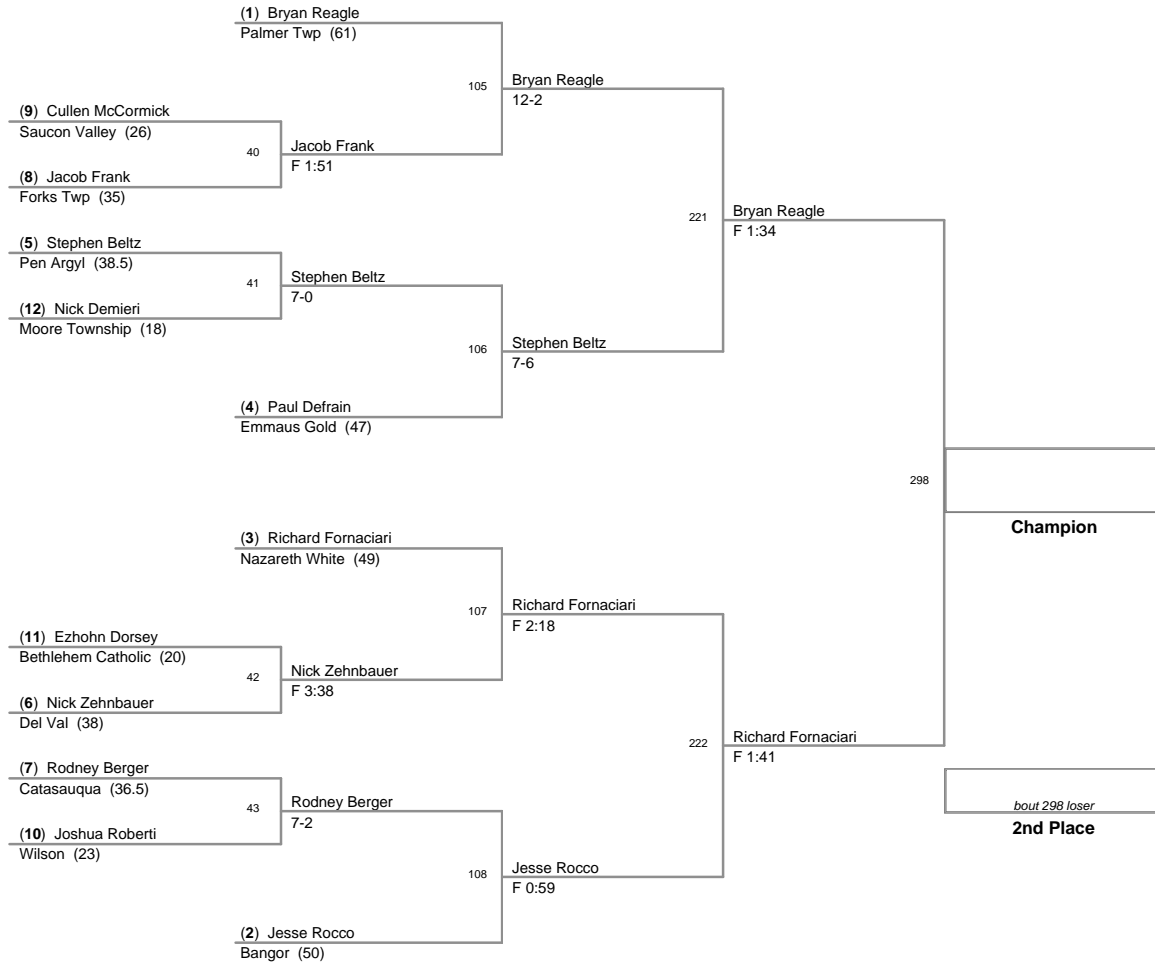 (1) Bryan Reagle
Palmer Twp (61)
105
Bryan Reagle
12-2
(9) Cullen McCormick
Saucon Valley (26)
40
Jacob Frank
F 1:51
(8) Jacob Frank
Forks Twp (35)
221
Bryan Reagle
F 1:34
(5) Stephen Beltz
Pen Argyl (38.5)
41
Stephen Beltz
7-0
(12) Nick Demieri
Moore Township (18)
106
Stephen Beltz
7-6
(4) Paul Defrain
Emmaus Gold (47)
298
Champion
(3) Richard Fornaciari
Nazareth White (49)
107
Richard Fornaciari
F 2:18
(11) Ezhohn Dorsey
Bethlehem Catholic (20)
42
Nick Zehnbauer
F 3:38
(6) Nick Zehnbauer
Del Val (38)
222
Richard Fornaciari
F 1:41
(7) Rodney Berger
Catasauqua (36.5)
43
Rodney Berger
7-2
(10) Joshua Roberti
Wilson (23)
bout 298 loser
2nd Place
108
Jesse Rocco
F 0:59
(2) Jesse Rocco
Bangor (50)